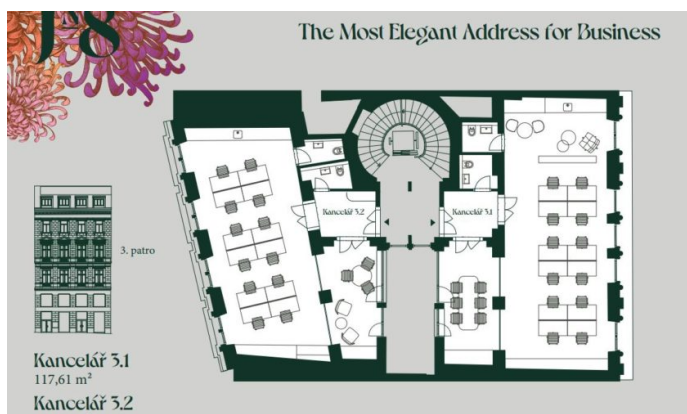 The Most Elegant Address for Business
Kancelář 3.2
Kancelář 3.1
3. patro
Kancelář 3.1
117,61 m²
Kancelář 3.2